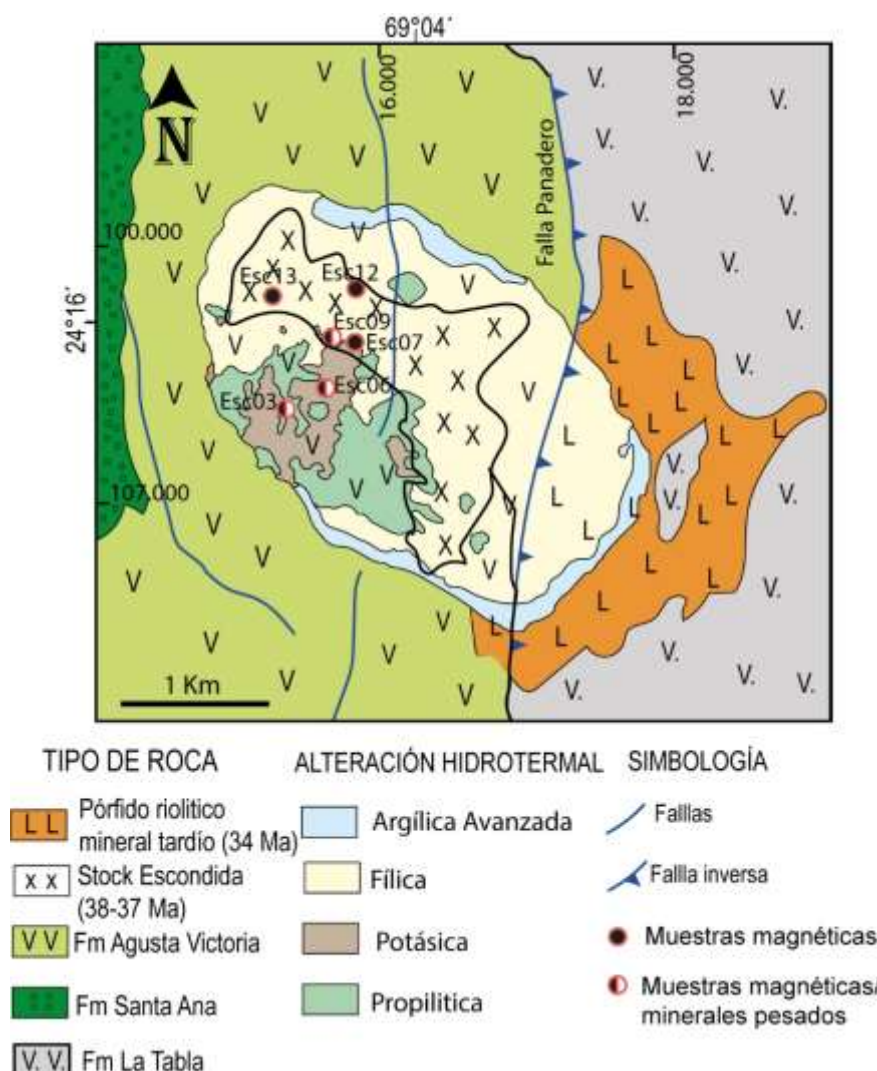 69°04´
16.000
18.000
N
Falla Panadero
100.000
24°16´
107.000
Esc13
Esc12
Esc09
Esc07
Esc06
Esc03
1 Km
TIPO DE ROCA
L L Pórfido riolitico
mineral tardío (34 Ma)
x x Stock Escondida
(38-37 Ma)
V V Fm Agusta Victoria
Fm Santa Ana
V. V. Fm La Tabla
ALTERACIÓN HIDROTERMAL
Argílica Avanzada
Fílica
Potásica
Propilitica
SIMBOLOGÍA
Falllas
Fallla inversa
Muestras magnéticas
Muestras magnéticas/
minerales pesados